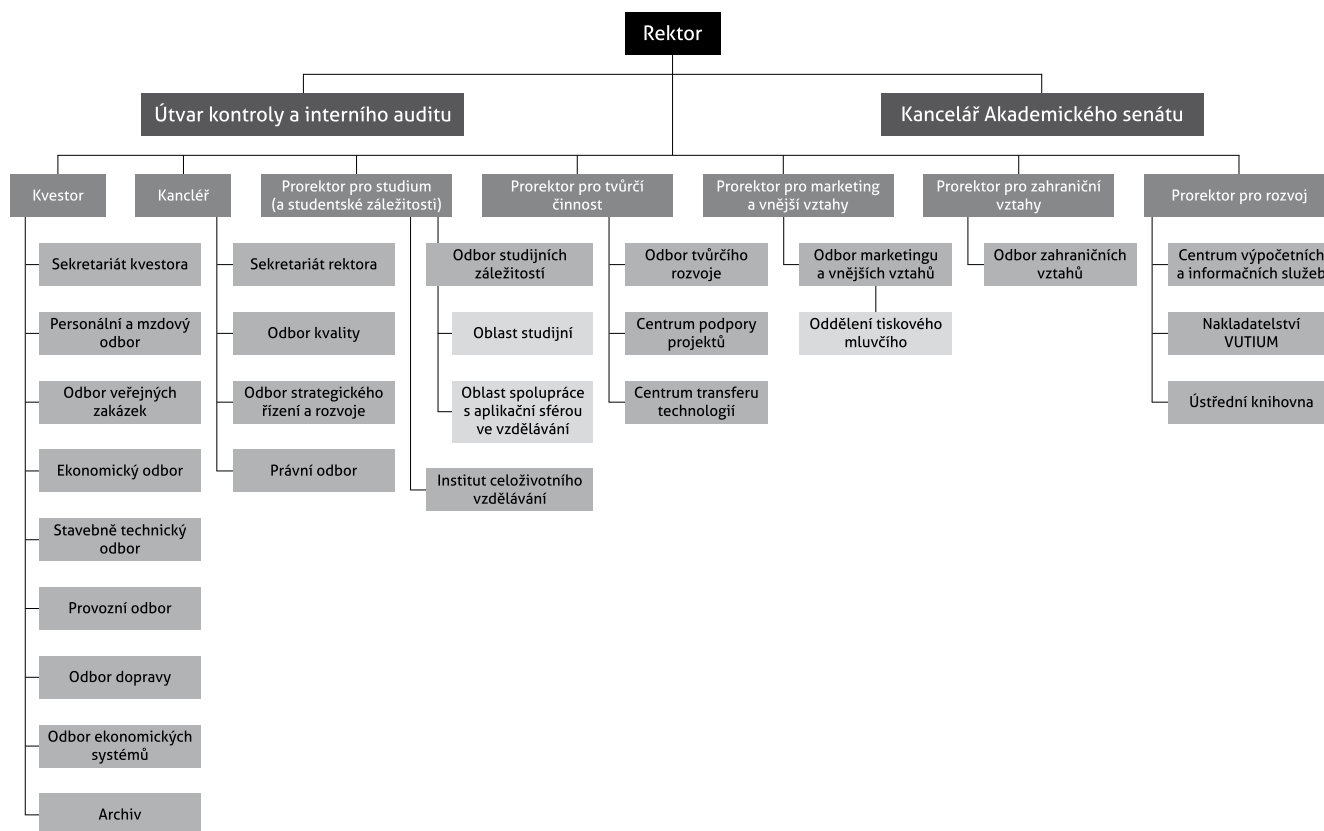 Rektor
Útvar kontroly a interního auditu
Kancelář Akademického senátu
Kvestor
Kancléř
Prorektor pro studium
(a studentské záležitosti)
Prorektor pro tvůrčí
činnost
Prorektor pro marketing
a vnější vztahy
Prorektor pro zahraniční
vztahy
Prorektor pro rozvoj
Sekretariát kvestora
Personální a mzdový
odbor
Odbor veřejných
zakázek
Ekonomický odbor
Stavebně technický
odbor
Provozní odbor
Odbor dopravy
Odbor ekonomických
systémů
Archiv
Sekretariát rektora
Odbor kvality
Odbor strategického
řízení a rozvoje
Právní odbor
Odbor studijních
záležitostí
Oblast studijní
Oblast spolupráce
s aplikační sférou
ve vzdělávání
Institut celoživotního
vzdělávání
Odbor tvůrčího
rozvoje
Centrum podpory
projektů
Centrum transferu
technologií
Odbor marketingu
a vnějších vztahů
Oddělení tiskového
mluvčího
Odbor zahraničních
vztahů
Centrum výpočetních
a informačních služeb
Nakladatelství
VUTIUM
Ústřední knihovna